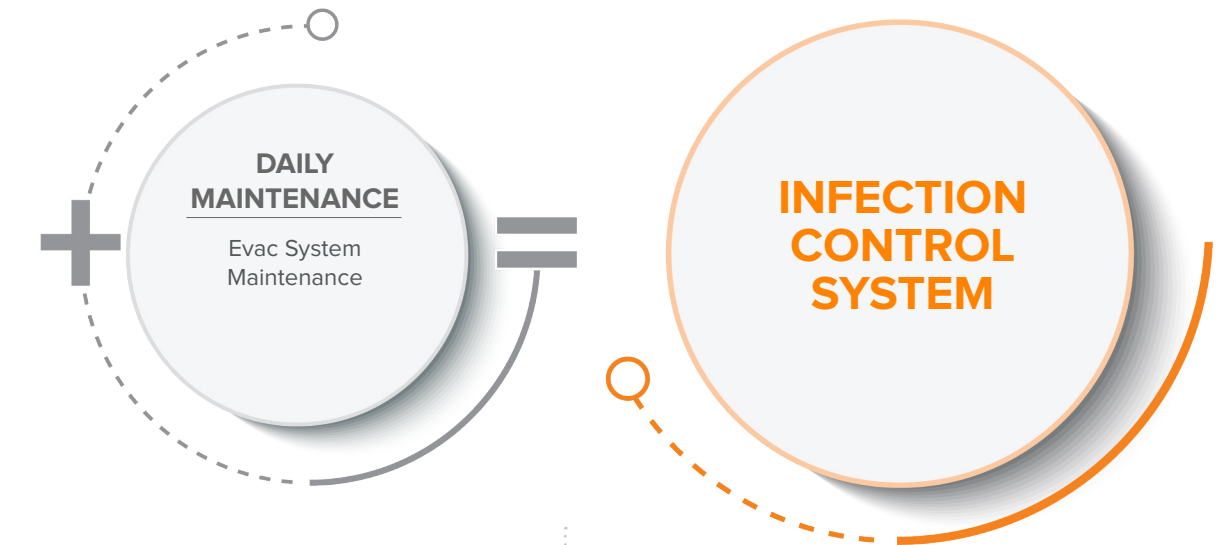 DAILY
MAINTENANCE
Evac System
Maintenance
INFECTION
CONTROL
SYSTEM